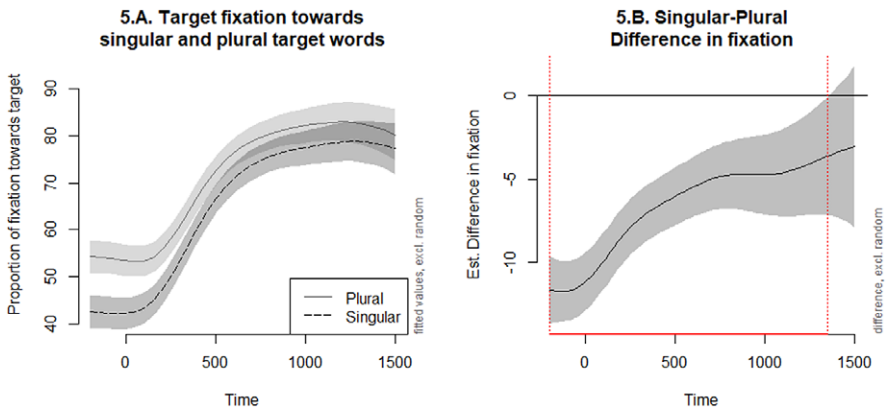 5.A. Target fixation towards
singular and plural target words
Proportion of fixation towards target
90
80
70
60
50
40
0
500
1000
1500
Time
Plural
Singular
fitted values, excl. random
5.B. Singular-Plural
Difference in fixation
Est. Difference in fixation
0
-5
-10
0
500
1000
1500
Time
difference, excl. random